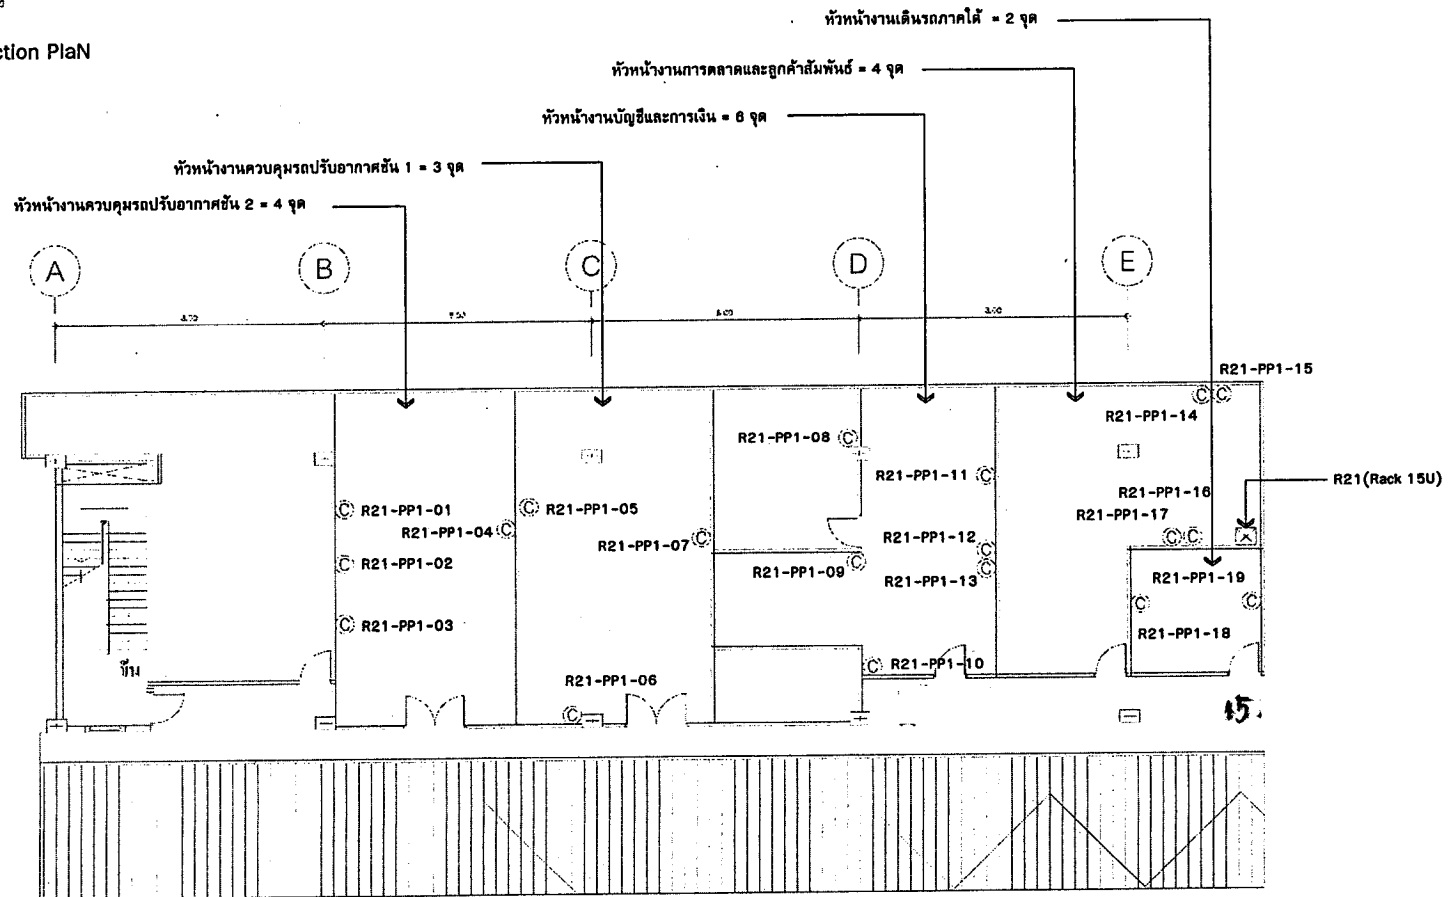 ction PlaN
หัวหน้างานเดินรถภาคใต้ = 2 จุด
หัวหน้างานการตลาดและลูกค้าสัมพันธ์ = 4 จุด
หัวหน้างานบัญชีและการเงิน = 6 จุด
หัวหน้างานควบคุมรถปรับอากาศชั้น 1 = 3 จุด
หัวหน้างานควบคุมรถปรับอากาศชั้น 2 = 4 จุด
A B C D E
R21-PP1-15
R21-PP1-14
R21-PP1-08
R21-PP1-11
R21(Rack 15U)
R21-PP1-16
R21-PP1-17
C R21-PP1-01
R21-PP1-04 C
C R21-PP1-05
R21-PP1-07 C
R21-PP1-12
C R21-PP1-02
R21-PP1-09
R21-PP1-13
R21-PP1-19
C R21-PP1-03
R21-PP1-18
ขึ้น
R21-PP1-06
C R21-PP1-10